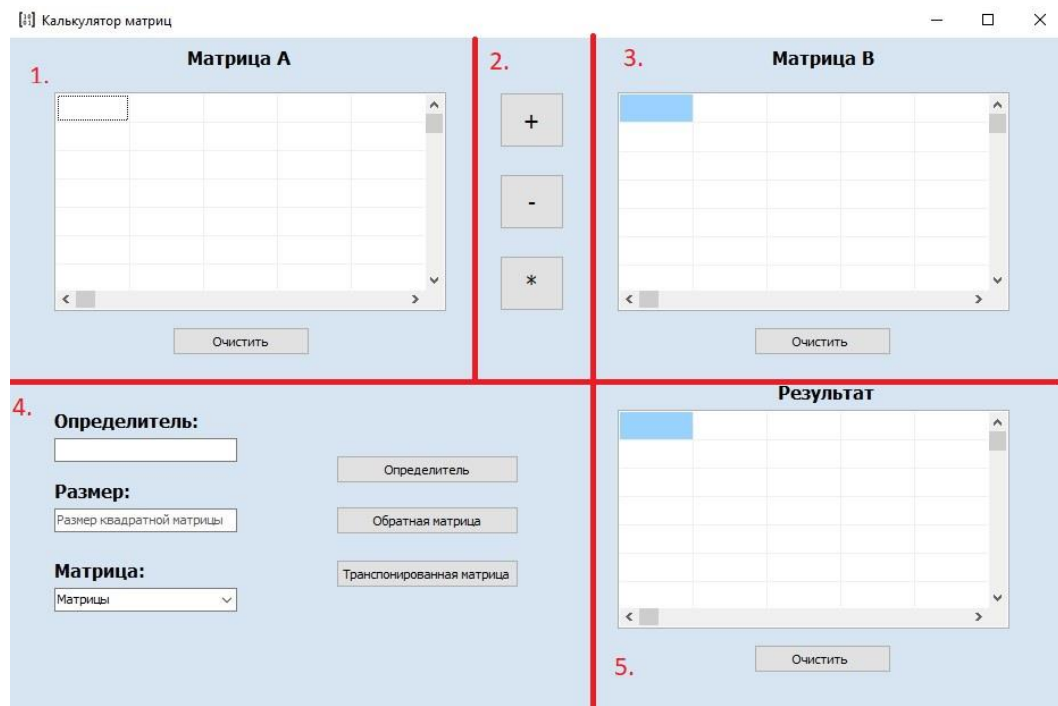 Калькулятор матриц
1.
Матрица А
Очистить
2.
+
-
*
3.
Матрица В
Очистить
4.
Определитель:
Размер:
Размер квадратной матрицы
Матрица:
Матрицы
Определитель
Обратная матрица
Транспонированная матрица
Результат
5.
Очистить